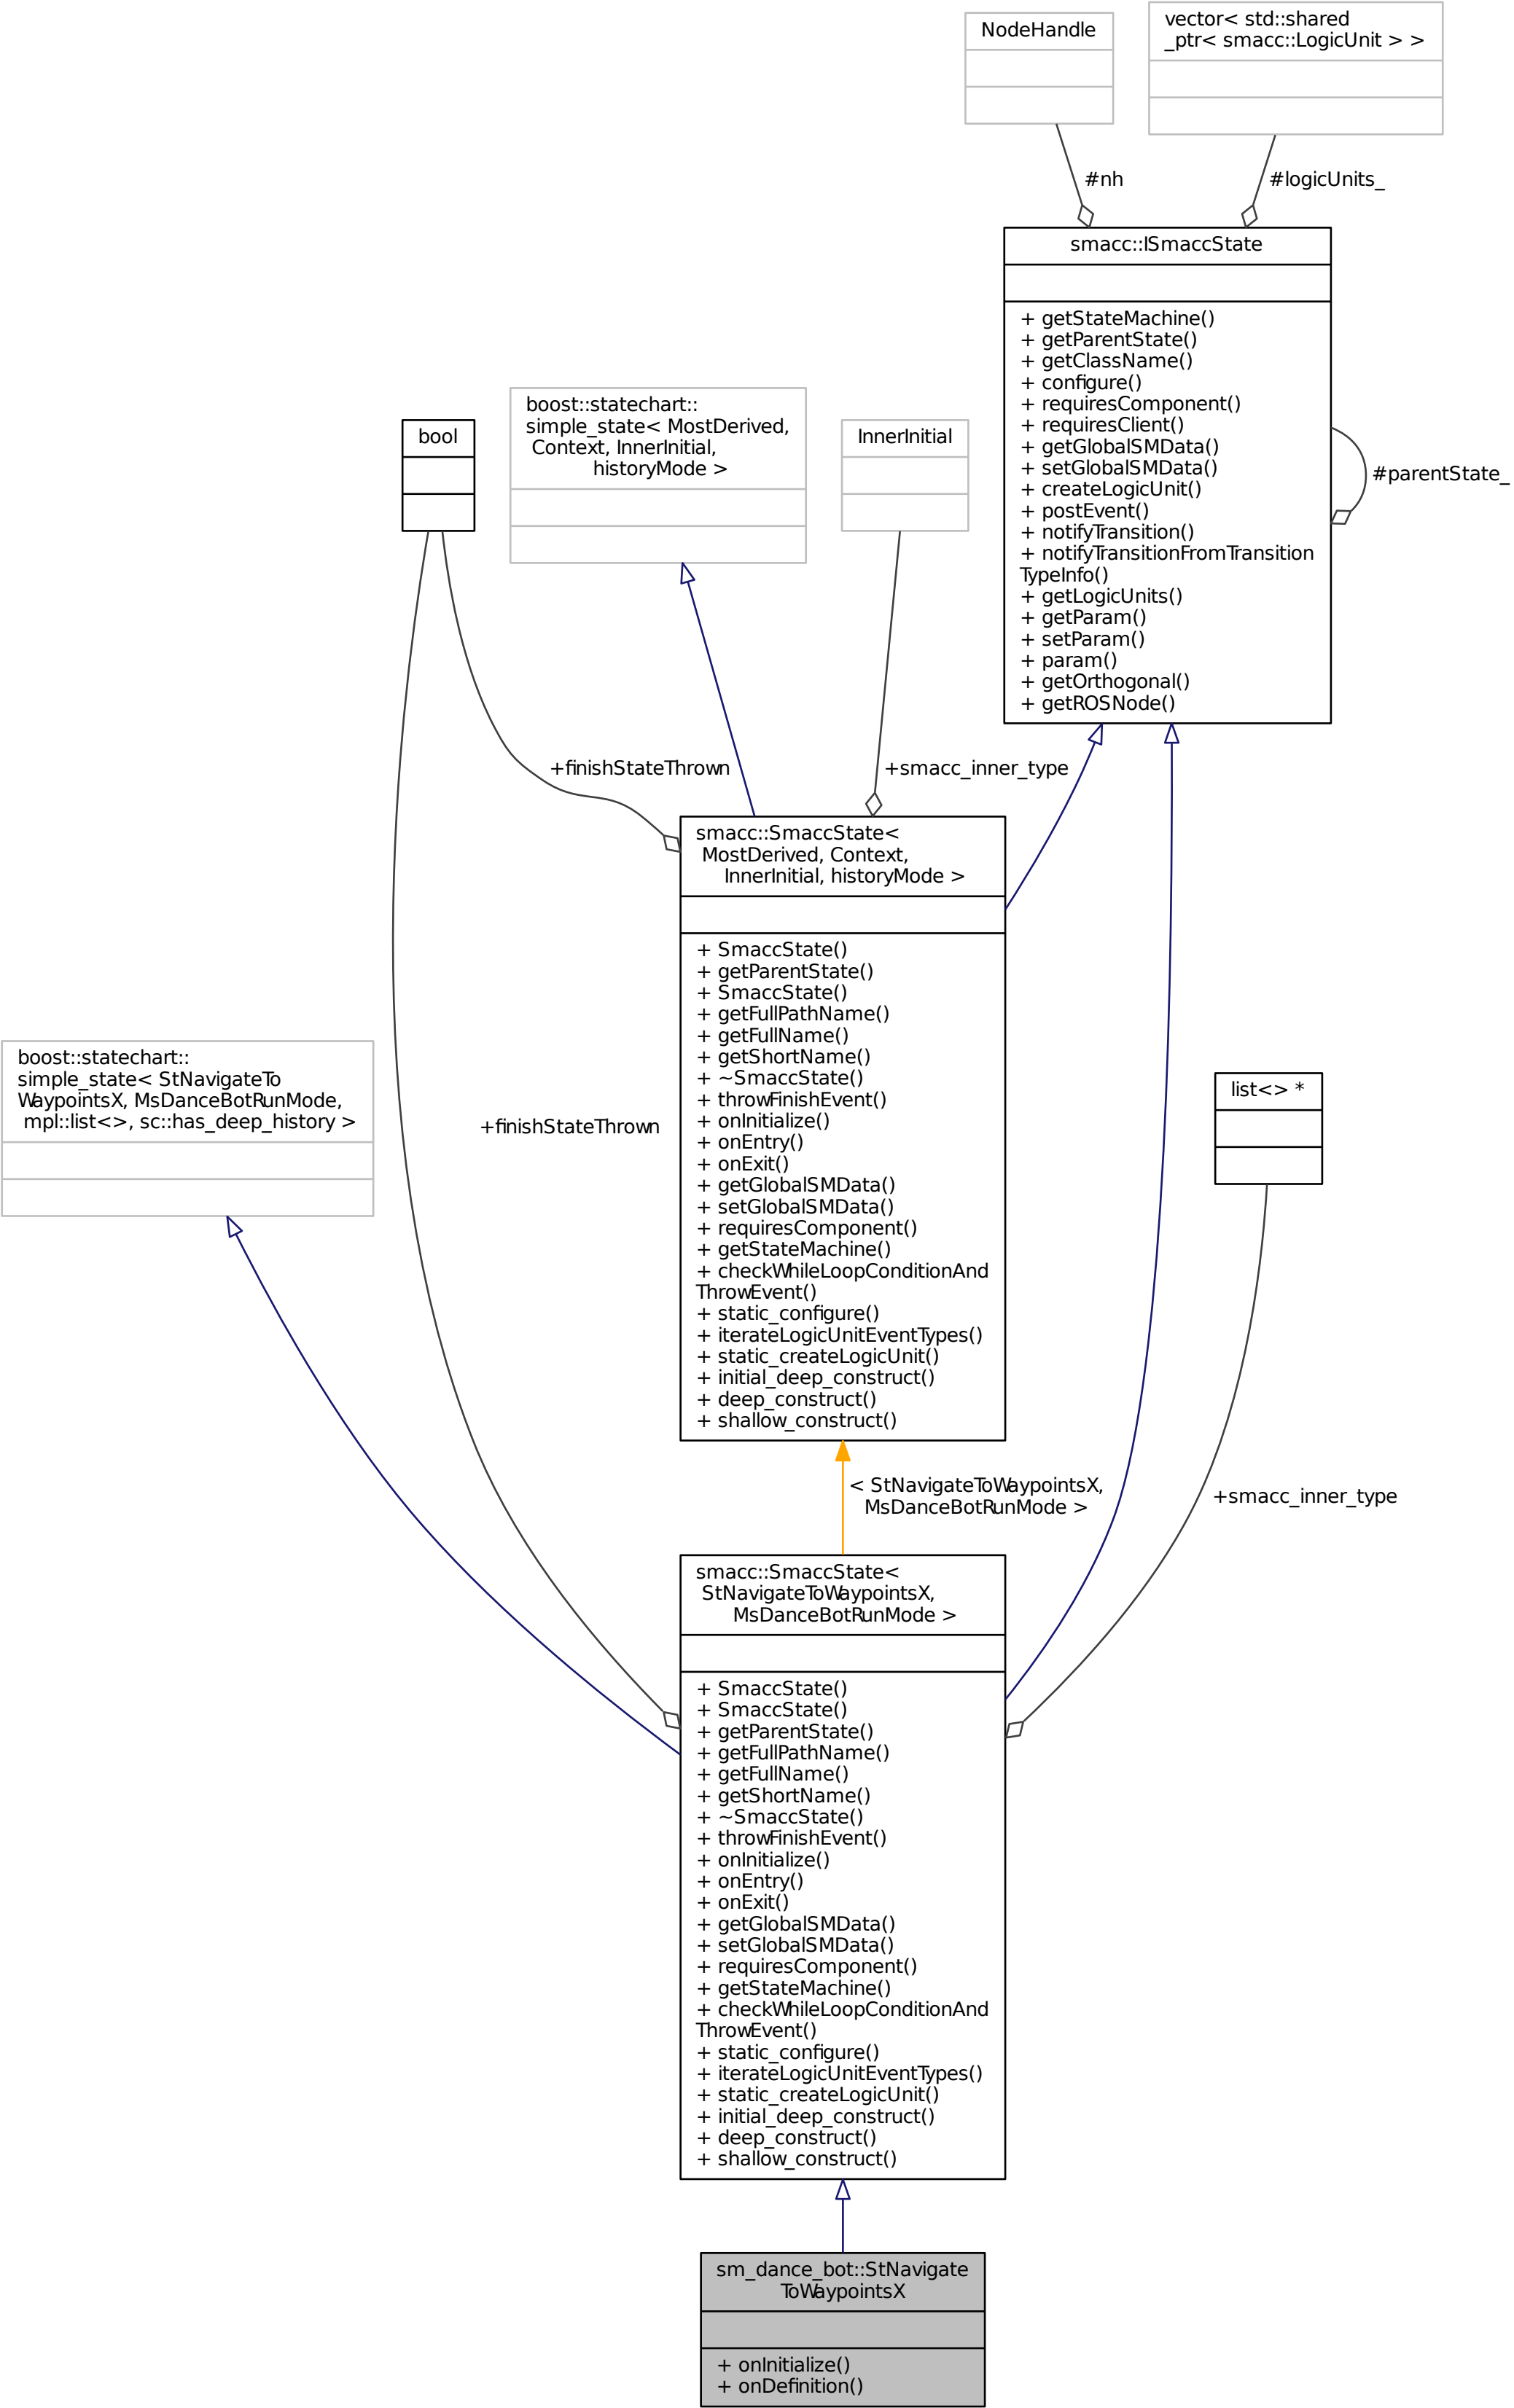 NodeHandle
vector< std::shared
_ptr< smacc::LogicUnit > >
#nh
#logicUnits_
smacc::ISmaccState
+ getStateMachine()
+ getParentState()
+ getClassName()
+ configure()
+ requiresComponent()
+ requiresClient()
+ getGlobalSMData()
+ setGlobalSMData()
+ createLogicUnit()
+ postEvent()
+ notifyTransition()
+ notifyTransitionFromTransition
TypeInfo()
+ getLogicUnits()
+ getParam()
+ setParam()
+ param()
+ getOrthogonal()
+ getROSNode()
#parentState_
bool
boost::statechart::
simple_state< MostDerived,
Context, InnerInitial,
historyMode >
InnerInitial
+finishStateThrown
+smacc_inner_type
smacc::SmaccState<
MostDerived, Context,
InnerInitial, historyMode >
+ SmaccState()
+ getParentState()
+ SmaccState()
+ getFullPathName()
+ getFullName()
+ getShortName()
+ ~SmaccState()
+ throwFinishEvent()
+ onInitialize()
+ onEntry()
+ onExit()
+ getGlobalSMData()
+ setGlobalSMData()
+ requiresComponent()
+ getStateMachine()
+ checkWhileLoopConditionAnd
ThrowEvent()
+ static_configure()
+ iterateLogicUnitEventTypes()
+ static_createLogicUnit()
+ initial_deep_construct()
+ deep_construct()
+ shallow_construct()
boost::statechart::
simple_state< StNavigateTo
WaypointsX, MsDanceBotRunMode,
mpl::list<>, sc::has_deep_history >
+finishStateThrown
list<> *
< StNavigateToWaypointsX,
MsDanceBotRunMode >
+smacc_inner_type
smacc::SmaccState<
StNavigateToWaypointsX,
MsDanceBotRunMode >
+ SmaccState()
+ SmaccState()
+ getParentState()
+ getFullPathName()
+ getFullName()
+ getShortName()
+ ~SmaccState()
+ throwFinishEvent()
+ onInitialize()
+ onEntry()
+ onExit()
+ getGlobalSMData()
+ setGlobalSMData()
+ requiresComponent()
+ getStateMachine()
+ checkWhileLoopConditionAnd
ThrowEvent()
+ static_configure()
+ iterateLogicUnitEventTypes()
+ static_createLogicUnit()
+ initial_deep_construct()
+ deep_construct()
+ shallow_construct()
sm_dance_bot::StNavigate
ToWaypointsX
+ onInitialize()
+ onDefinition()